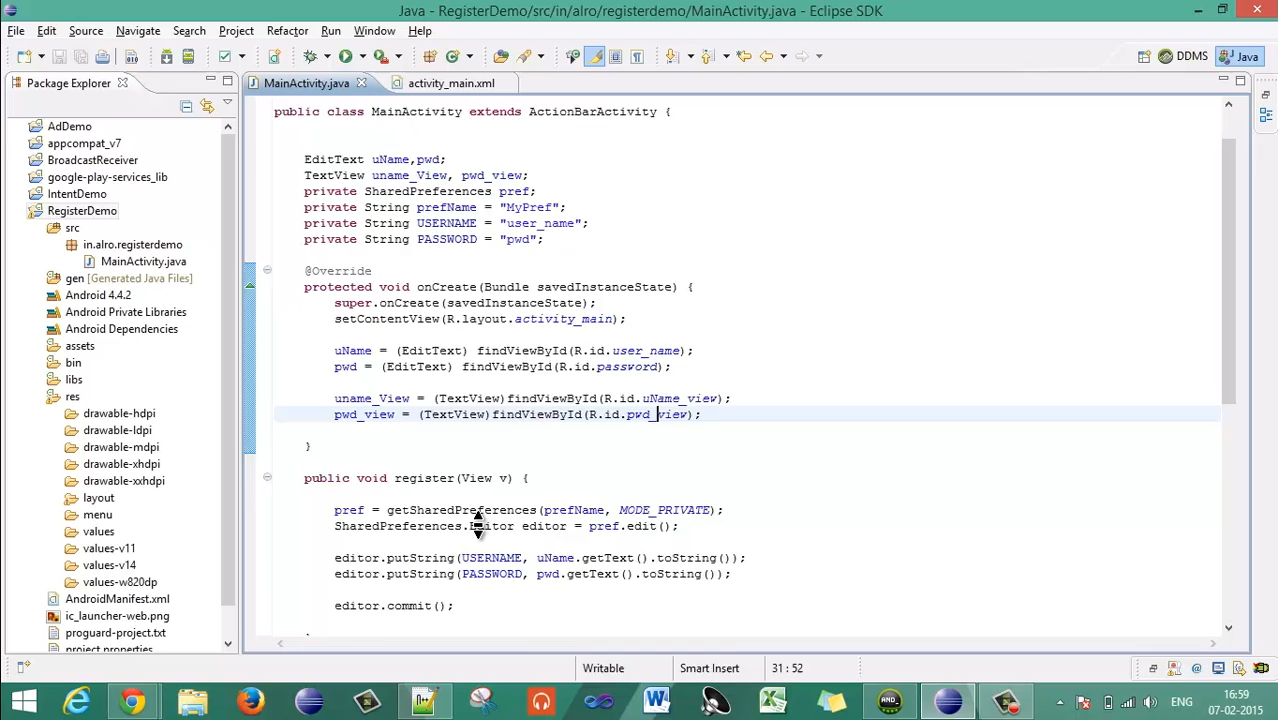 Java - RegisterDemo/src/in/alro/registerdemo/MainActivity.java - Eclipse SDK
File Edit Source Navigate Search Project Refactor Run Window Help
DDMS Java
Package Explorer
MainActivity.java activity_main.xml
AdDemo
appcompat_v7
BroadcastReceiver
google-play-services_lib
IntentDemo
RegisterDemo
src
in.alro.registerdemo
MainActivity.java
gen [Generated Java Files]
Android 4.4.2
Android Private Libraries
Android Dependencies
assets
bin
libs
res
drawable-hdpi
drawable-ldpi
drawable-mdpi
drawable-xhdpi
drawable-xxhdpi
layout
menu
values
values-v11
values-v14
values-w820dp
AndroidManifest.xml
ic_launcher-web.png
proguard-project.txt
project.properties
public class MainActivity extends ActionBarActivity {
EditText uName,pwd;
TextView uname_View, pwd_view;
private SharedPreferences pref;
private String prefName = "MyPref";
private String USERNAME = "user_name";
private String PASSWORD = "pwd";
@Override
protected void onCreate(Bundle savedInstanceState) {
super.onCreate(savedInstanceState);
setContentView(R.layout.activity_main);
uName = (EditText) findViewById(R.id.user_name);
pwd = (EditText) findViewById(R.id.password);
uname_View = (TextView)findViewById(R.id.uName_view);
pwd_view = (TextView)findViewById(R.id.pwd_view);
}
public void register(View v) {
pref = getSharedPreferences(prefName, MODE_PRIVATE);
SharedPreferences.Editor editor = pref.edit();
editor.putString(USERNAME, uName.getText().toString());
editor.putString(PASSWORD, pwd.getText().toString());
editor.commit();
Writable Smart Insert 31 : 52
ENG
16:59
07-02-2015